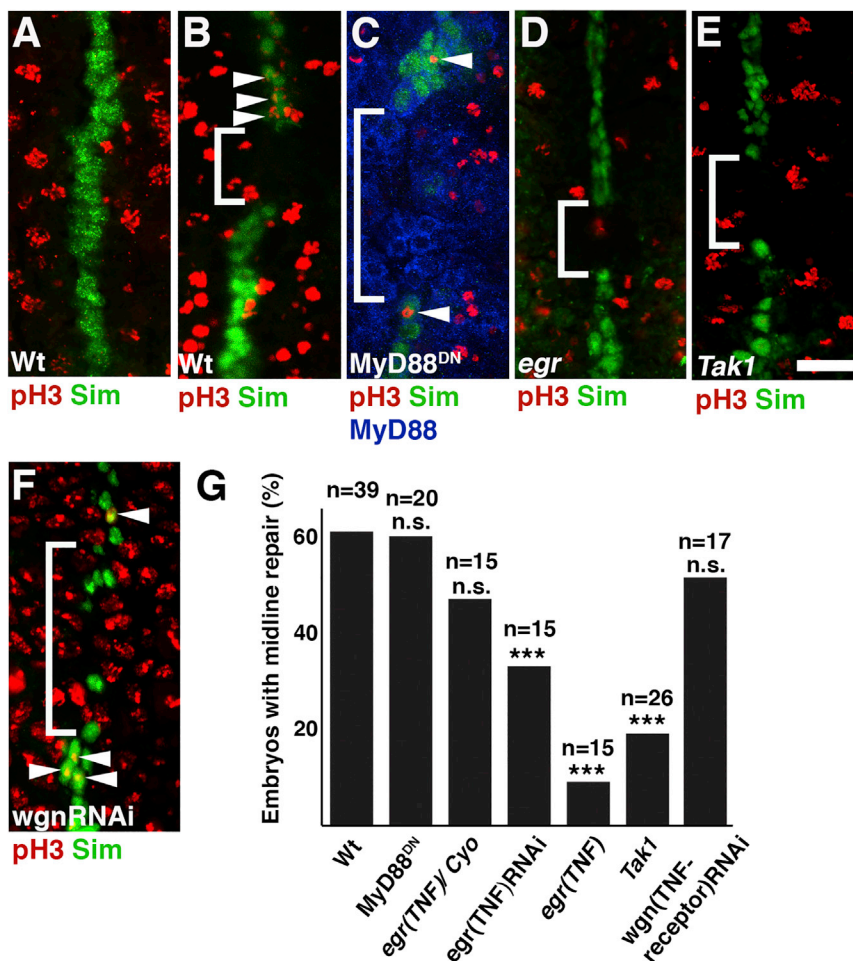 A
Wt
pH3 Sim
B
Wt
pH3 Sim
C
MyD88DN
pH3 Sim
MyD88
D
egr
pH3 Sim
E
Tak1
pH3 Sim
F
wgnRNAi
pH3 Sim
G
Embryos with midline repair (%)
60
40
20
n=39
n=20
n.s.
n=15
n.s.
n=15
***
n=15
***
n=26
***
n=17
n.s.
Wt
MyD88DN
egr(TNF)/ Cyo
egr(TNF)RNAi
egr(TNF)
Tak1
wgn(TNF-
receptor)RNAi